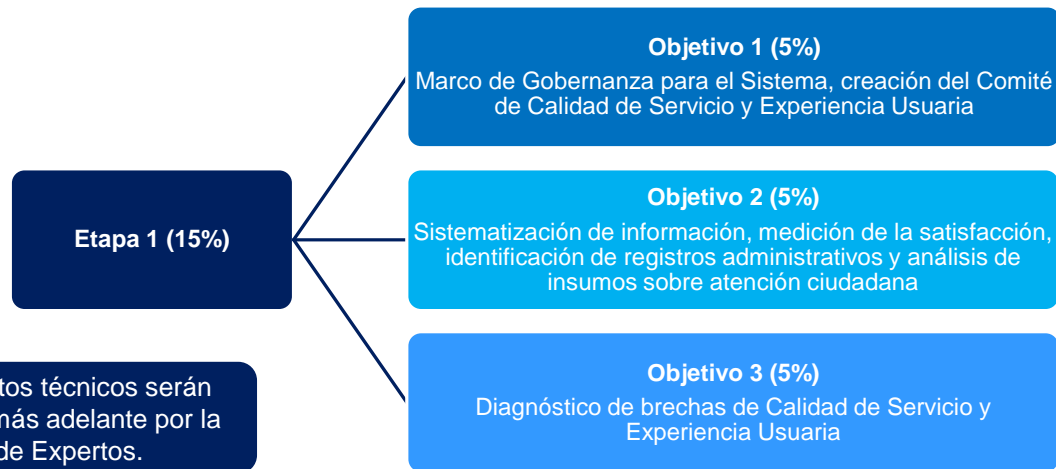 Objetivo 1 (5%)
Marco de Gobernanza para el Sistema, creación del Comité
de Calidad de Servicio y Experiencia Usuaria
Etapa 1 (15%)
Objetivo 2 (5%)
Sistematización de información, medición de la satisfacción,
identificación de registros administrativos y análisis de
insumos sobre atención ciudadana
Objetivo 3 (5%)
Diagnóstico de brechas de Calidad de Servicio y
Experiencia Usuaria
tos técnicos serán
más adelante por la
de Expertos.